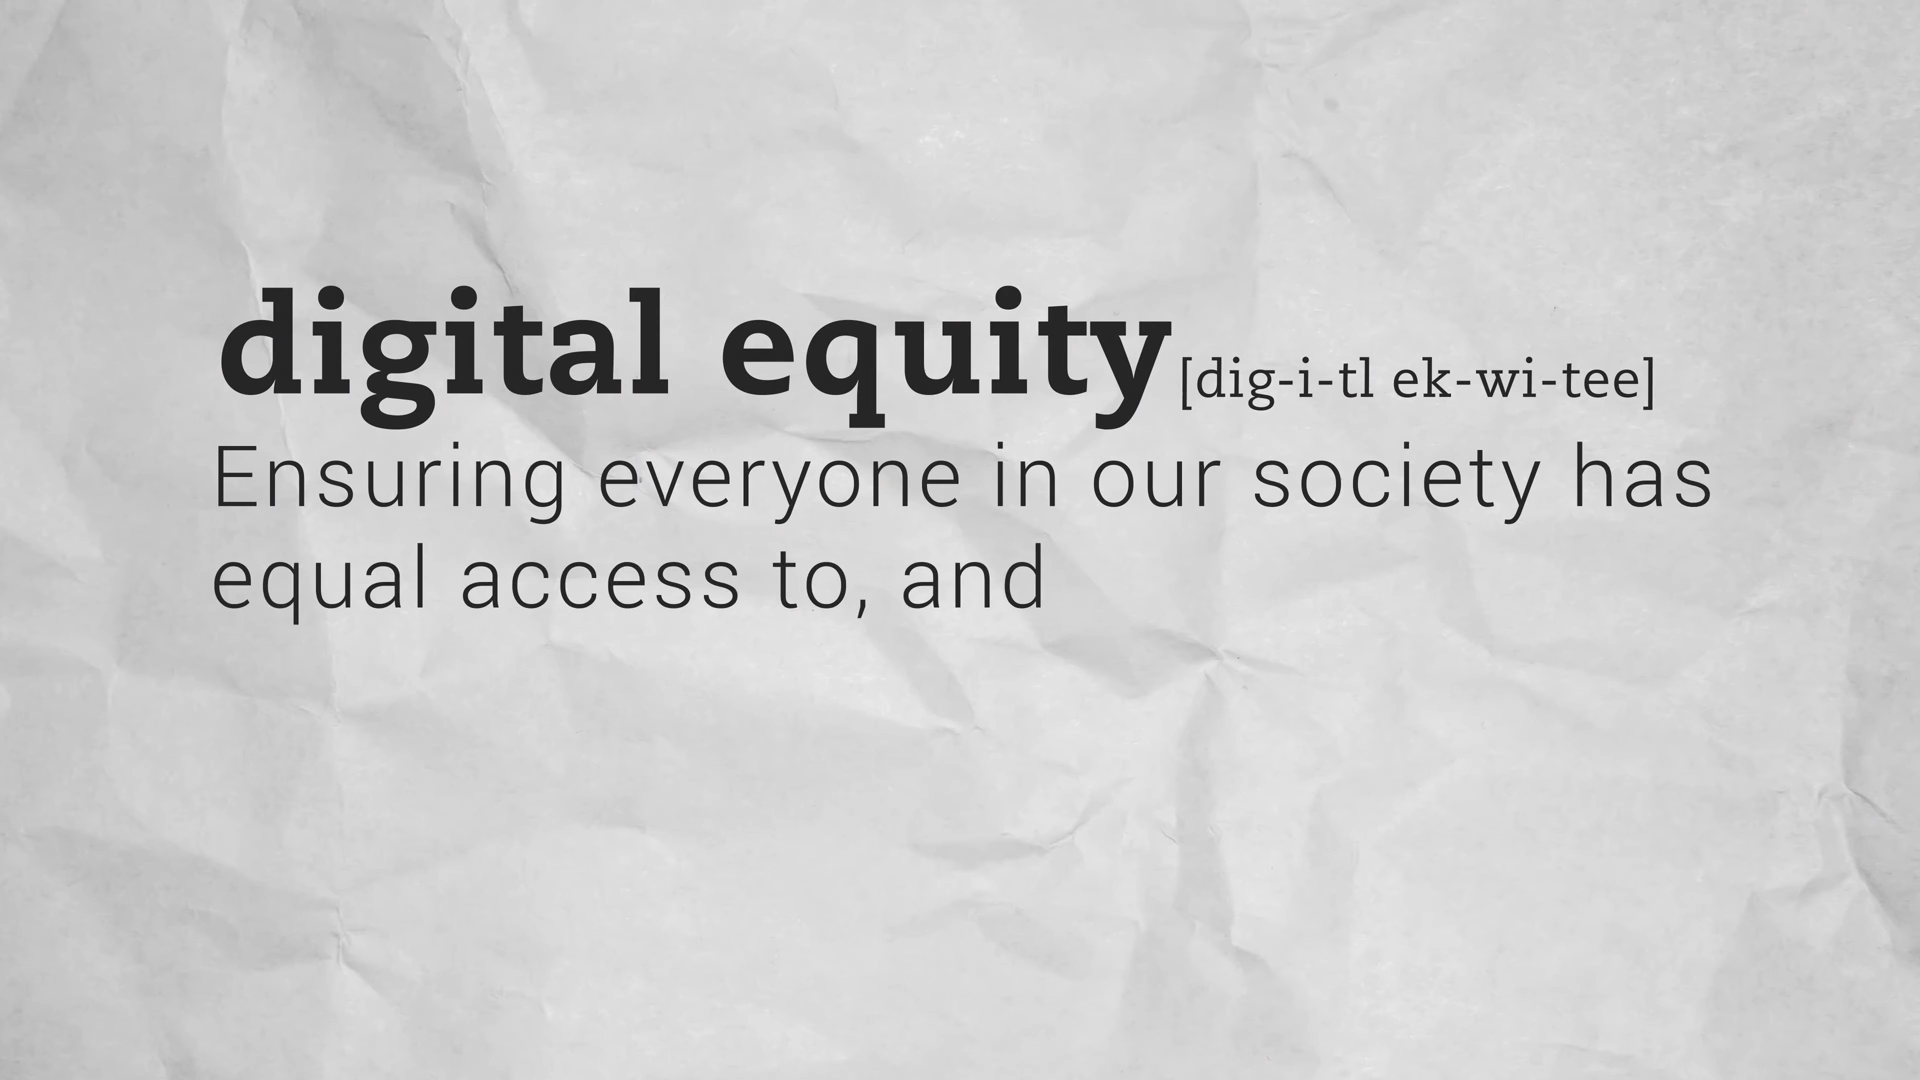 digital equity [dig-i-tl ek-wi-tee]
Ensuring everyone in our society has
equal access to, and